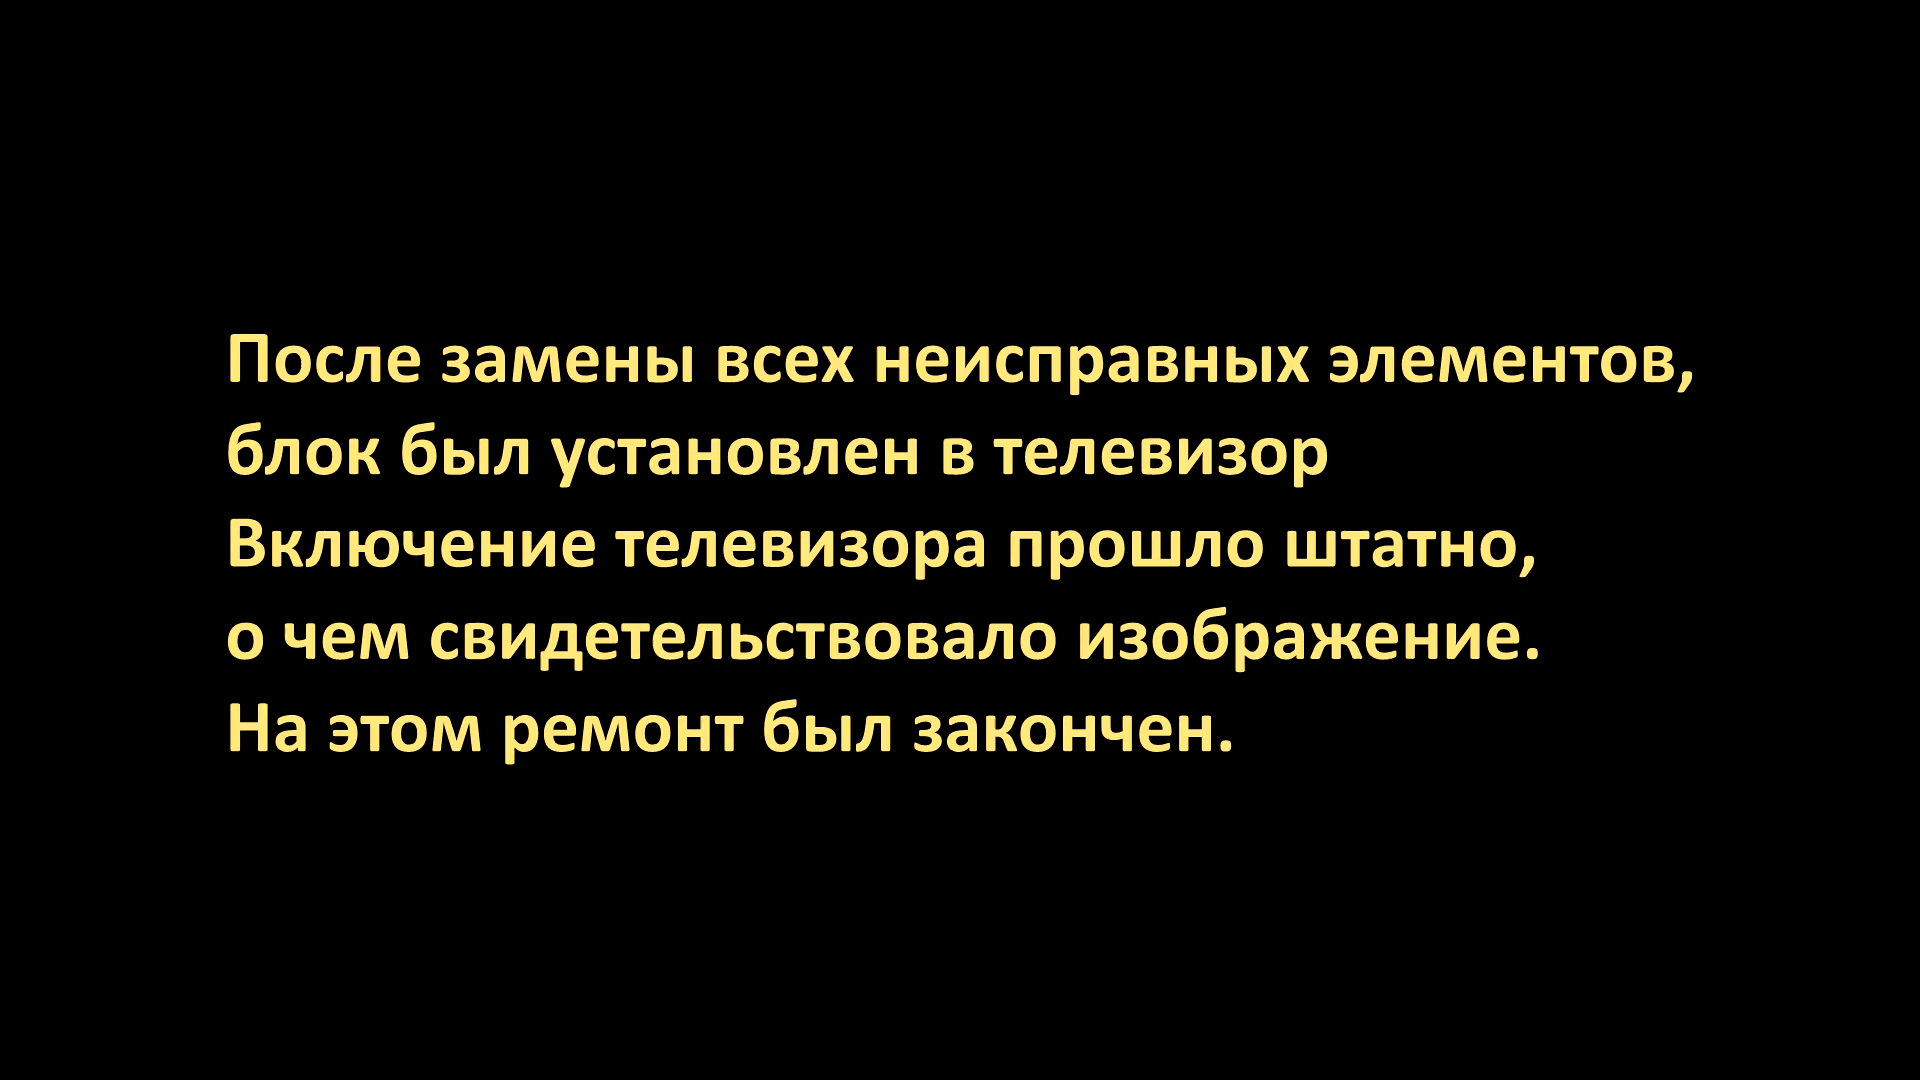 После замены всех неисправных элементов,
блок был установлен в телевизор
Включение телевизора прошло штатно,
о чем свидетельствовало изображение.
На этом ремонт был закончен.